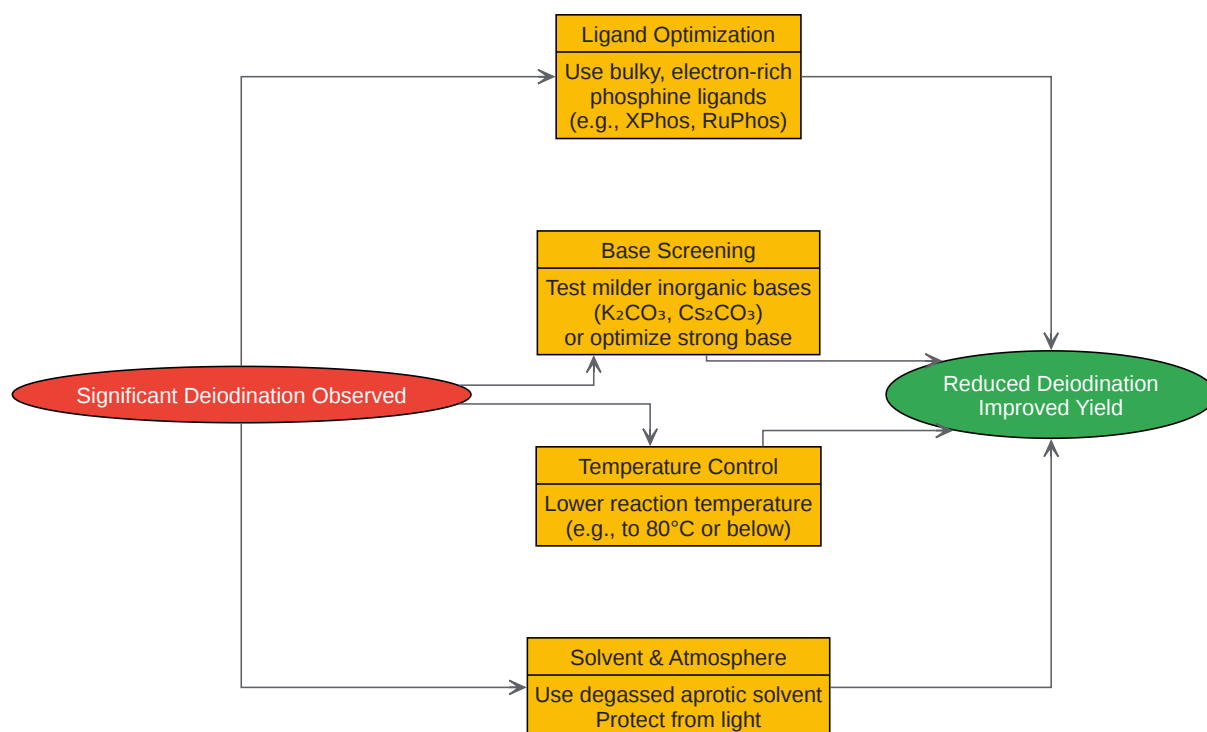 Ligand Optimization
Use bulky, electron-rich
phosphine ligands
(e.g., XPhos, RuPhos)
Base Screening
Test milder inorganic bases
(K₂CO₃, Cs₂CO₃)
or optimize strong base
Significant Deiodination Observed
Reduced Deiodination
Improved Yield
Temperature Control
Lower reaction temperature
(e.g., to 80°C or below)
Solvent & Atmosphere
Use degassed aprotic solvent
Protect from light